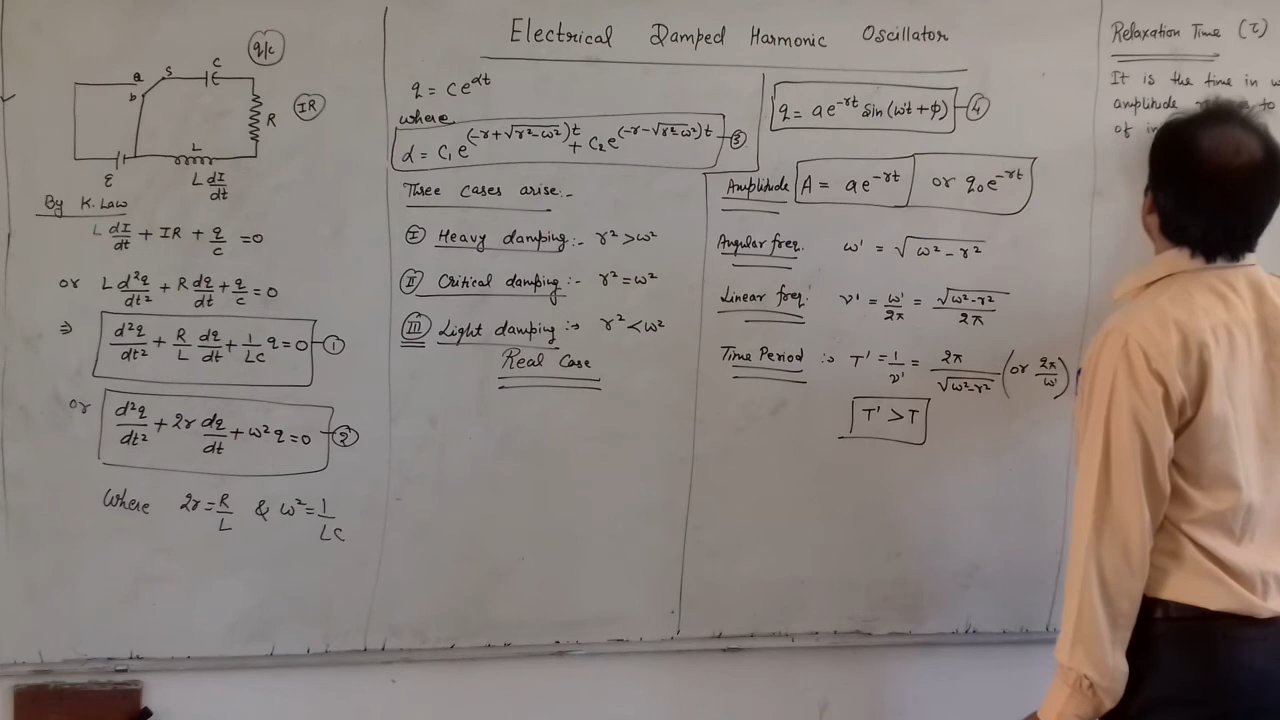 Electrical Damped Harmonic Oscillator
q/c
a
b
S
C
R
IR
L
ε
L dI/dt
By K. Law
L dI/dt + IR + q/c = 0
or L d²q/dt² + R dq/dt + q/c = 0
⇒ d²q/dt² + R/L dq/dt + 1/LC q = 0 — ①
or d²q/dt² + 2r dq/dt + ω² q = 0 — ②
Where 2r = R/L & ω² = 1/LC
q = ce^αt
where
α = C₁e^(-r+√r²-ω²)t + C₂e^(-r-√r²-ω²)t — ③
Three cases arise:-
Ⓘ Heavy damping:- r² > ω²
Ⓘⓘ Critical damping:- r² = ω²
Ⓘⓘⓘ Light damping:⇒ r² < ω²
Real Case
q = ae^-rt sin(ω't + φ) — ④
Amplitude A = ae^-rt or q₀e^-rt
Angular freq. ω' = √ω² - r²
Linear freq. ν' = ω'/2π = √ω²-r²/2π
Time Period :⇒ T' = 1/ν' = 2π/√ω²-r² (or 2π/ω')
T' > T
Relaxation Time (τ)
It is the time in
amplitude to
of